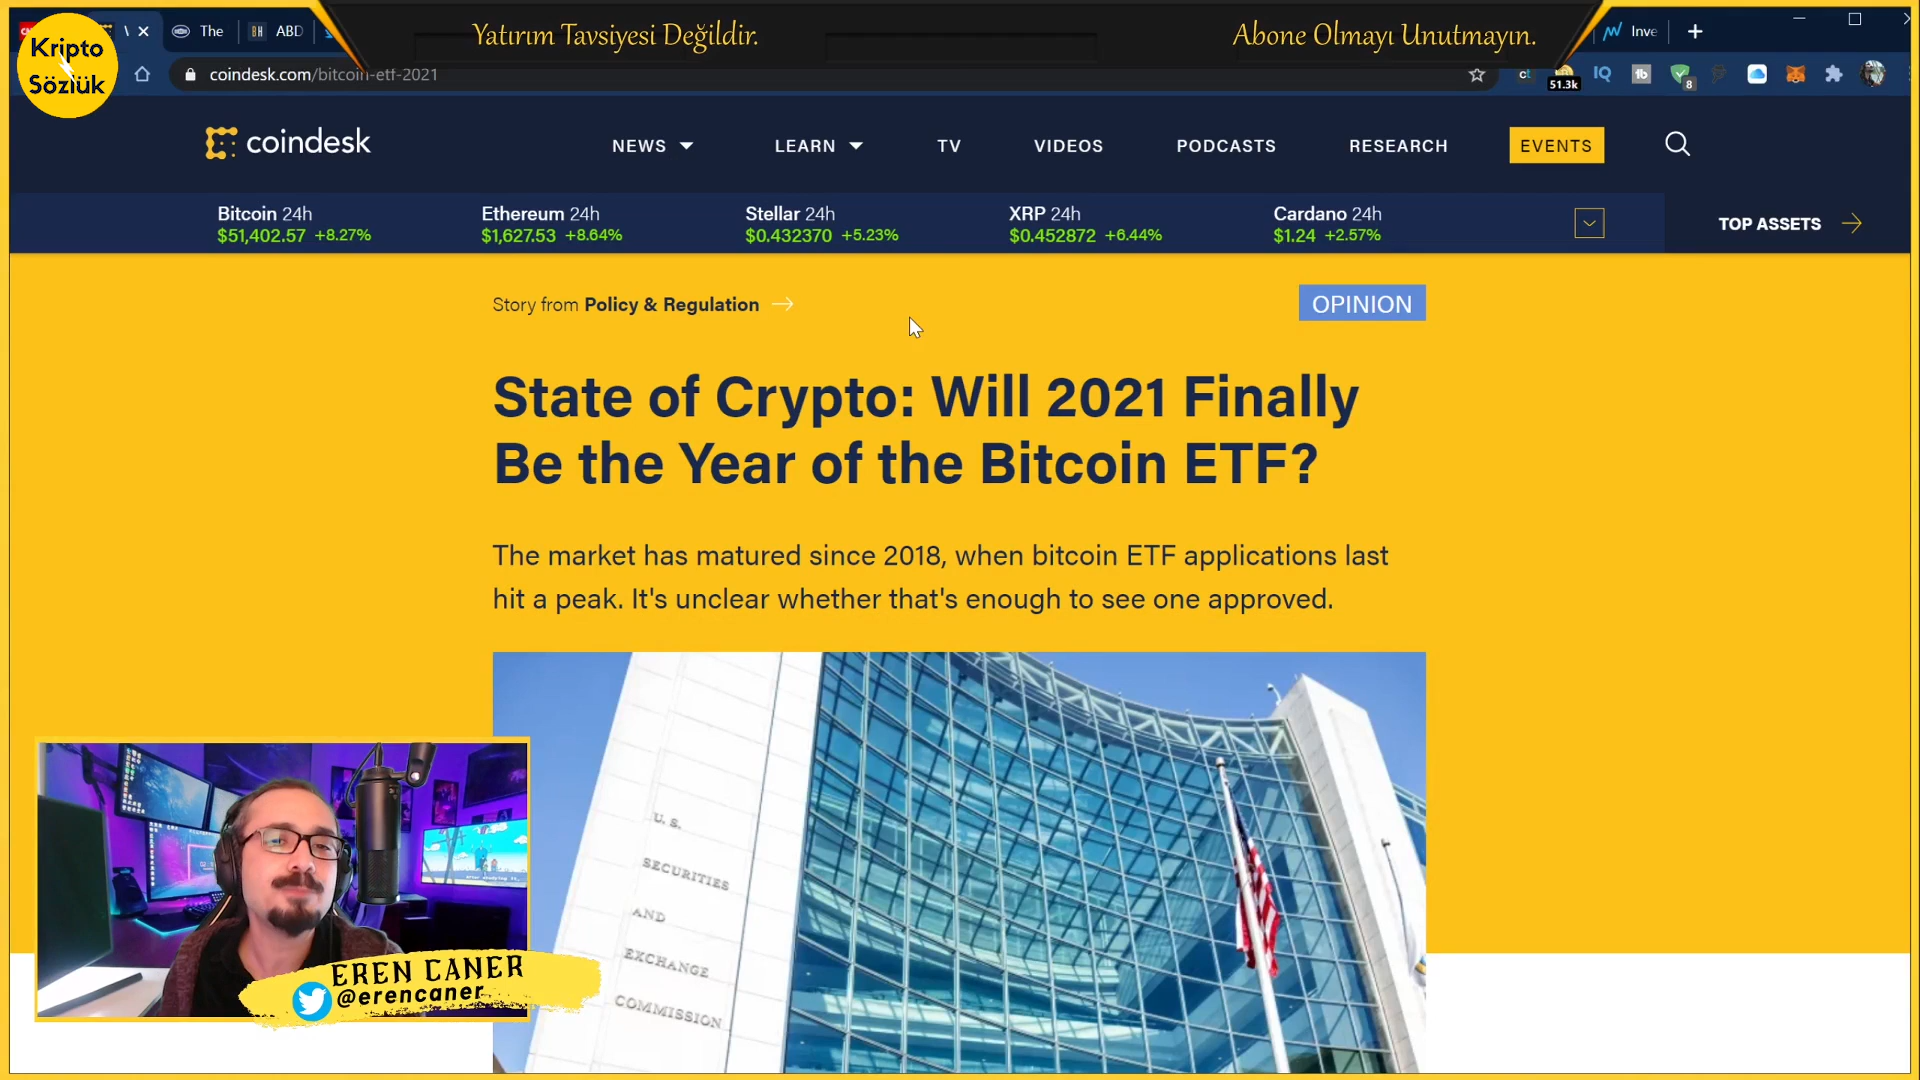 Yatırım Tavsiyesi Değildir.
Abone Olmayı Unutmayın.
Kripto
Sözlük
The
BH ABD
Inve
coindesk.com/bitcoin-etf-2021
51.3k
IQ
8
coindesk
NEWS
LEARN
TV
VIDEOS
PODCASTS
RESEARCH
EVENTS
Bitcoin 24h
$51,402.57 +8.27%
Ethereum 24h
$1,627.53 +8.64%
Stellar 24h
$0.432370 +5.23%
XRP 24h
$0.452872 +6.44%
Cardano 24h
$1.24 +2.57%
TOP ASSETS
Story from Policy & Regulation
OPINION
State of Crypto: Will 2021 Finally
Be the Year of the Bitcoin ETF?
The market has matured since 2018, when bitcoin ETF applications last
hit a peak. It's unclear whether that's enough to see one approved.
U. S.
SECURITIES
AND
EXCHANGE
COMMISSION
EREN CANER
@erencaner